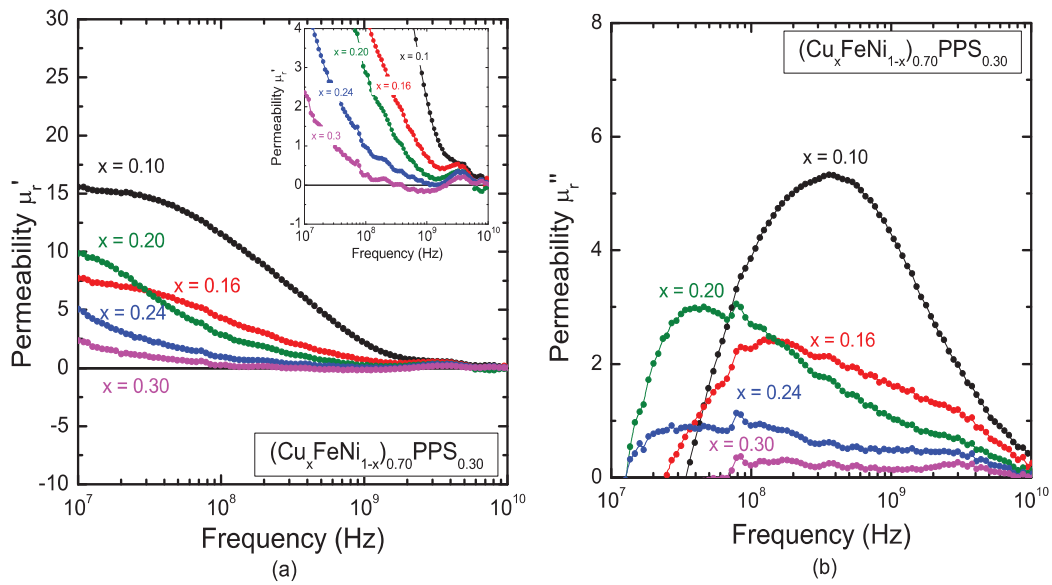 30
25
20
15
10
5
0
-5
-10
Permeability μr'
x = 0.10
x = 0.20
x = 0.16
x = 0.24
x = 0.30
(CuxFeNi1-x)0.70PPS0.30
10^7 10^8 10^9 10^10
Frequency (Hz)
(a)
4
3
2
1
0
-1
Permeability μr'
x = 0.20
x = 0.1
x = 0.16
x = 0.24
x = 0.3
10^7 10^8 10^9 10^10
Frequency (Hz)
8
6
4
2
0
Permeability μr"
(CuxFeNi1-x)0.70PPS0.30
x = 0.10
x = 0.20
x = 0.16
x = 0.24
x = 0.30
10^7 10^8 10^9 10^10
Frequency (Hz)
(b)